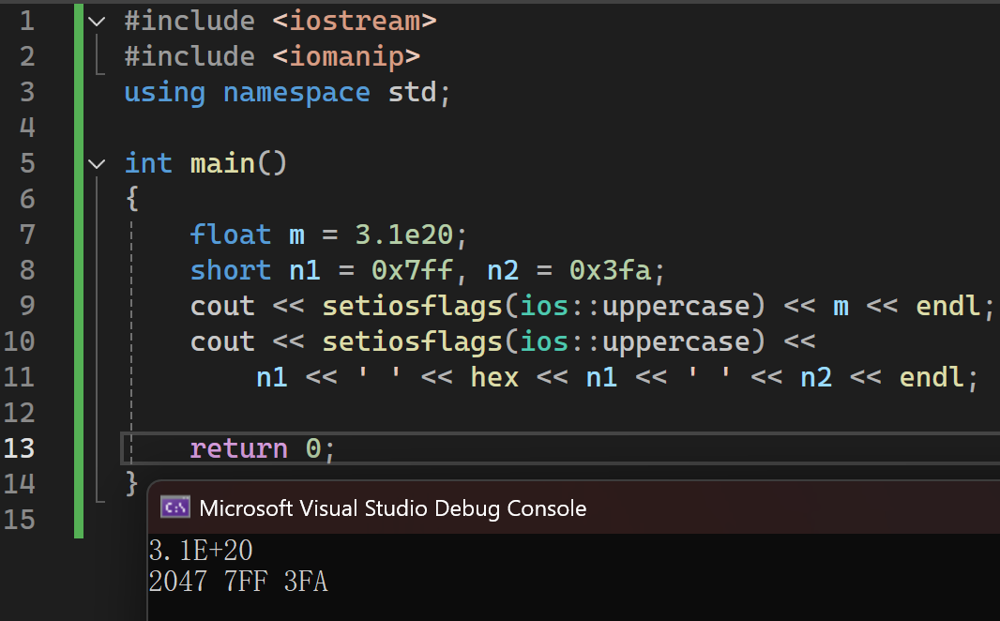 1 #include <iostream>
2 #include <iomanip>
3 using namespace std;
4
5 int main()
6 {
7     float m = 3.1e20;
8     short n1 = 0x7ff, n2 = 0x3fa;
9     cout << setiosflags(ios::uppercase) << m << endl;
10     cout << setiosflags(ios::uppercase) <<
11         n1 << ' ' << hex << n1 << ' ' << n2 << endl;
12
13     return 0;
14 }
15
C:\ Microsoft Visual Studio Debug Console
3.1E+20
2047 7FF 3FA